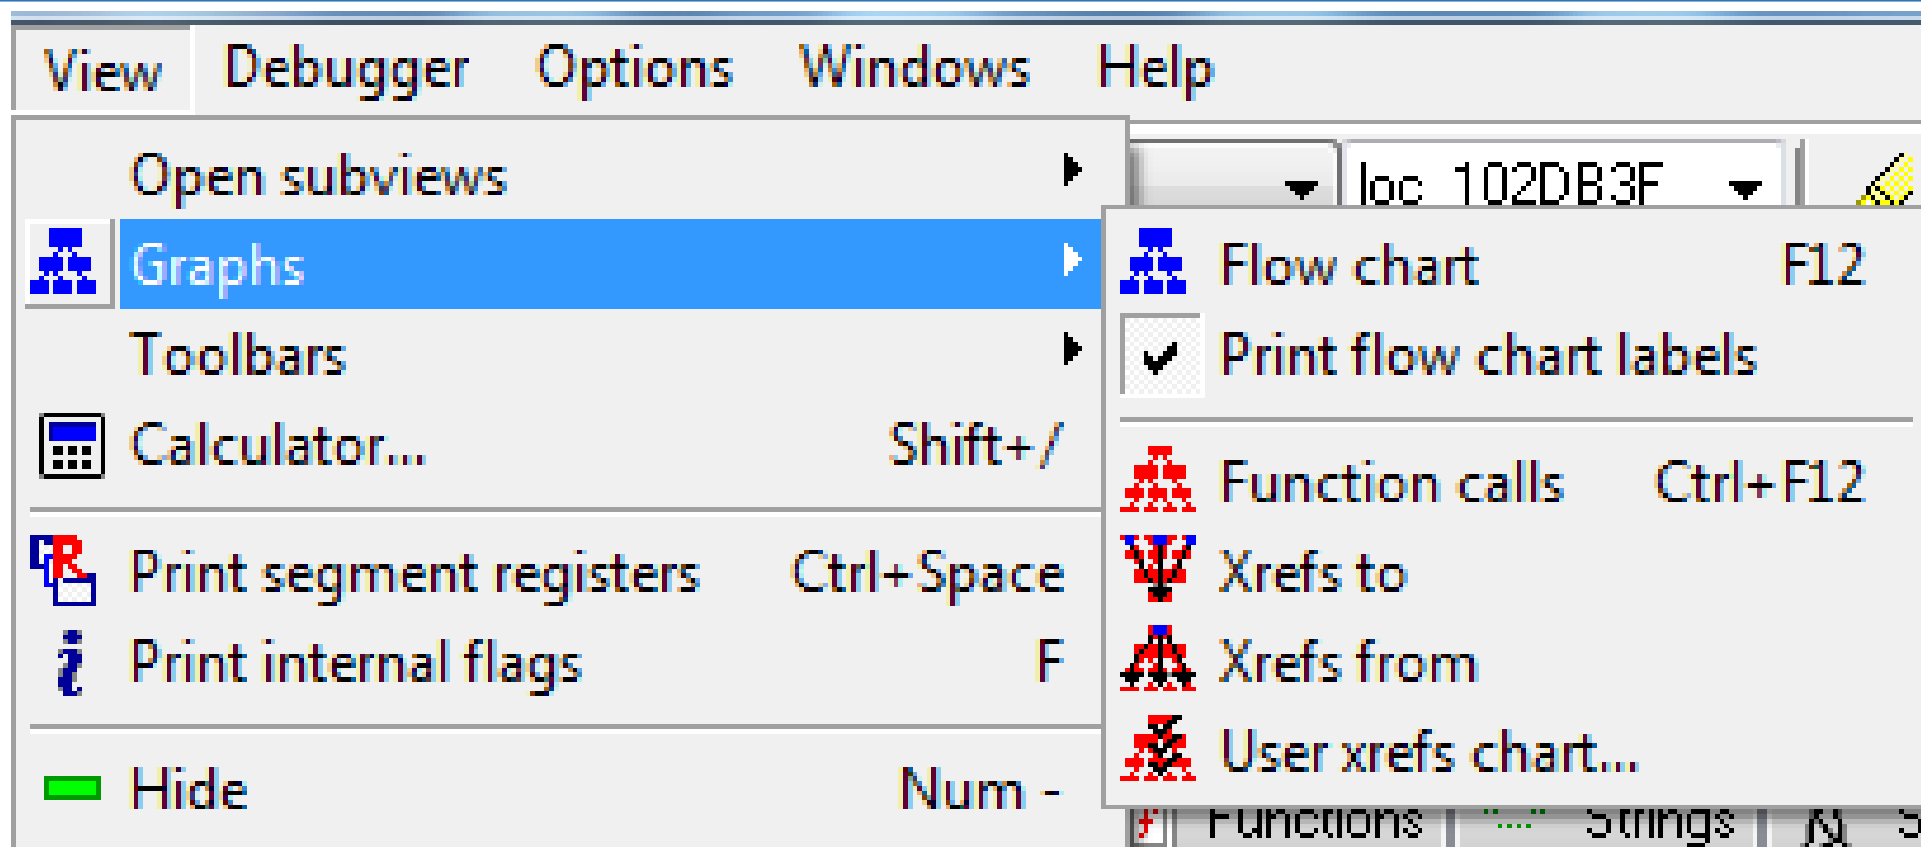 View Debugger Options Windows Help
Open subviews
loc_102DB3F
Graphs
Flow chart F12
Toolbars
Print flow chart labels
Calculator... Shift+/
Function calls Ctrl+F12
Print segment registers Ctrl+Space
Xrefs to
Print internal flags F
Xrefs from
User xrefs chart...
Hide Num -
Functions Strings